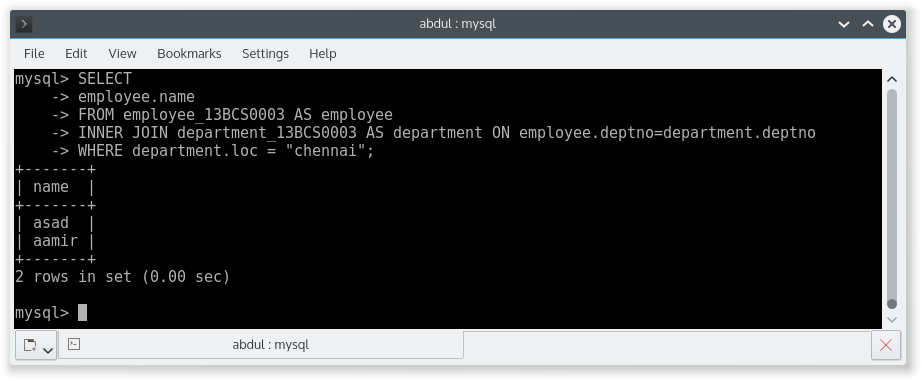 abdul : mysql
File Edit View Bookmarks Settings Help
mysql> SELECT
    -> employee.name
    -> FROM employee_13BCS0003 AS employee
    -> INNER JOIN department_13BCS0003 AS department ON employee.deptno=department.deptno
    -> WHERE department.loc = "chennai";
+-------+
| name  |
+-------+
| asad  |
| aamir |
+-------+
2 rows in set (0.00 sec)
mysql>
abdul : mysql